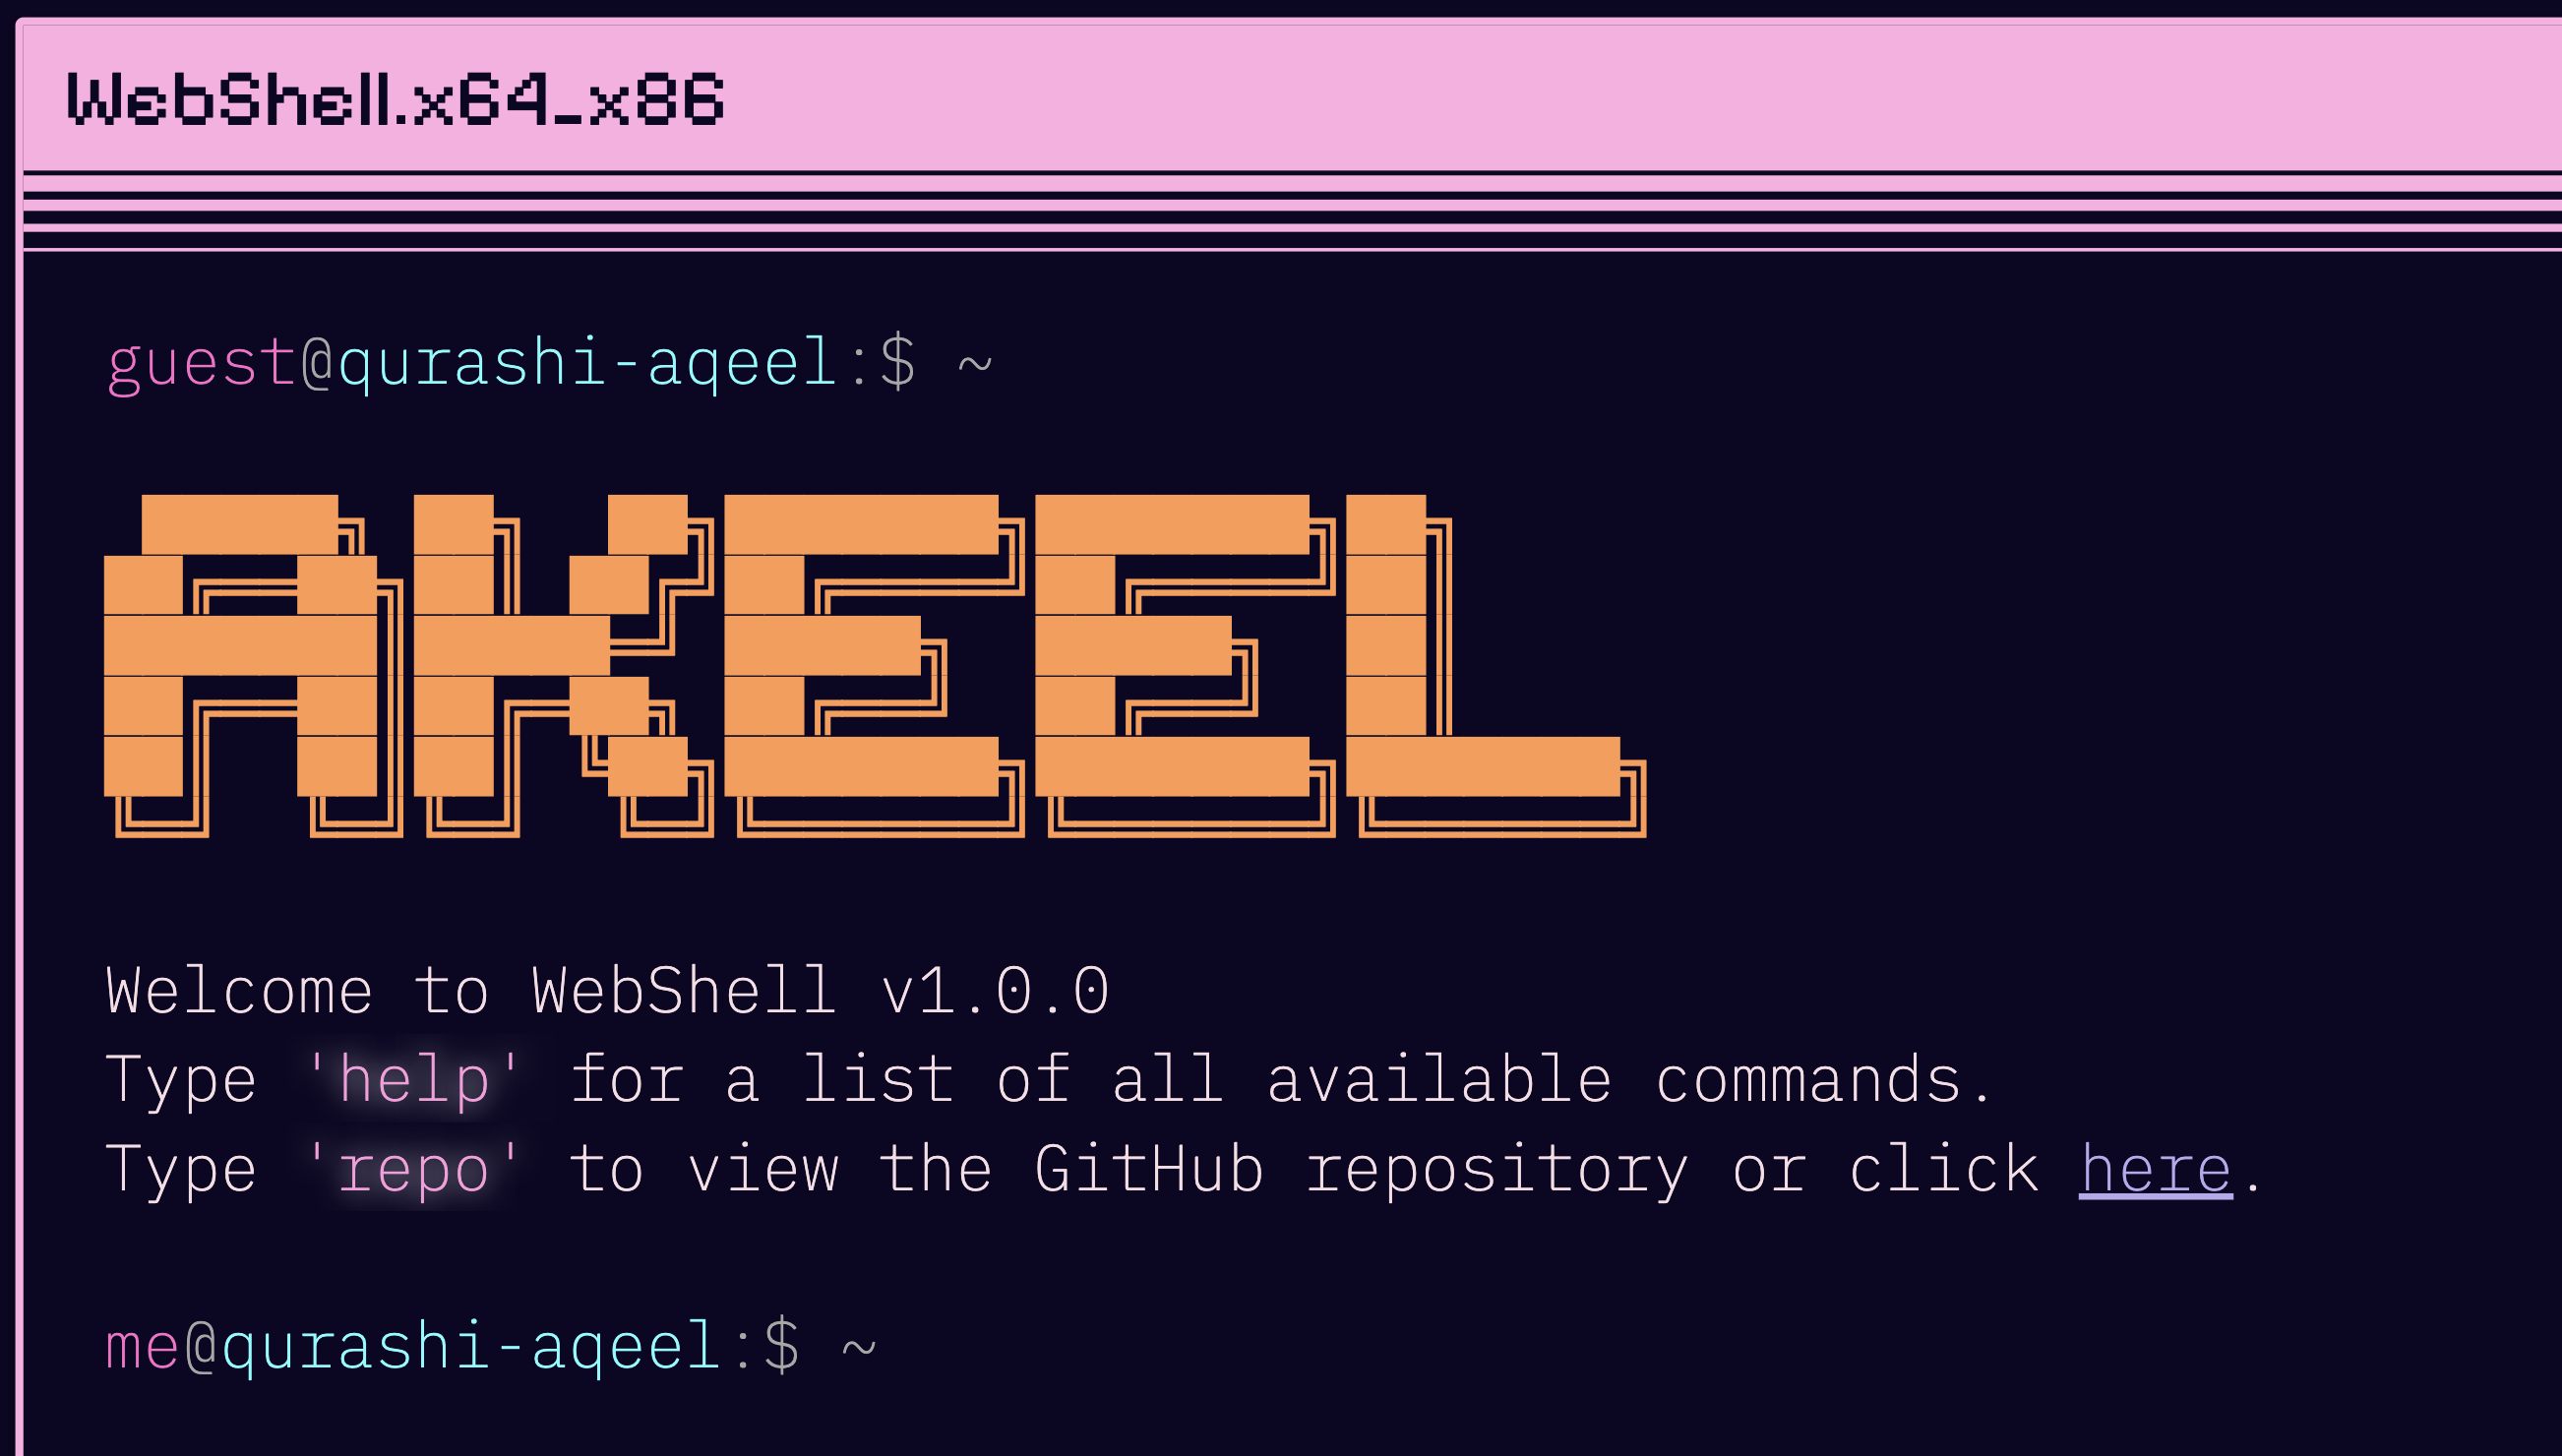 WebShell.x64_x86
guest@qurashi-aqeel:$ ~
AKEEL
Welcome to WebShell v1.0.0
Type 'help' for a list of all available commands.
Type 'repo' to view the GitHub repository or click here.
me@qurashi-aqeel:$ ~